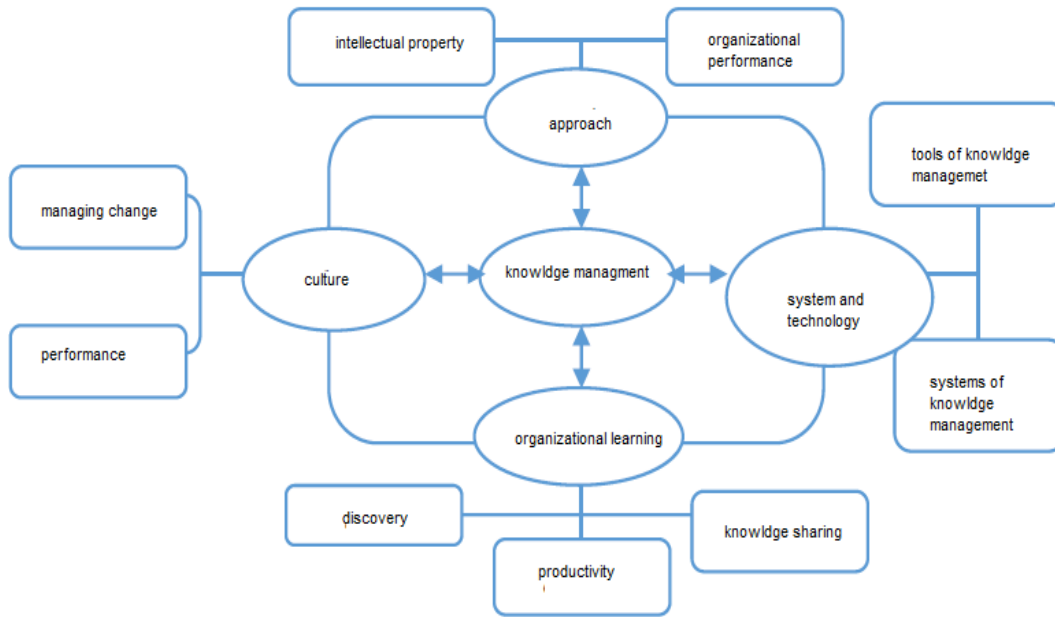 intellectual property
organizational
performance
approach
tools of knowldge
managemet
managing change
knowldge managment
culture
system and
technology
performance
systems of
knowldge
management
organizational learning
discovery
knowldge sharing
productivity